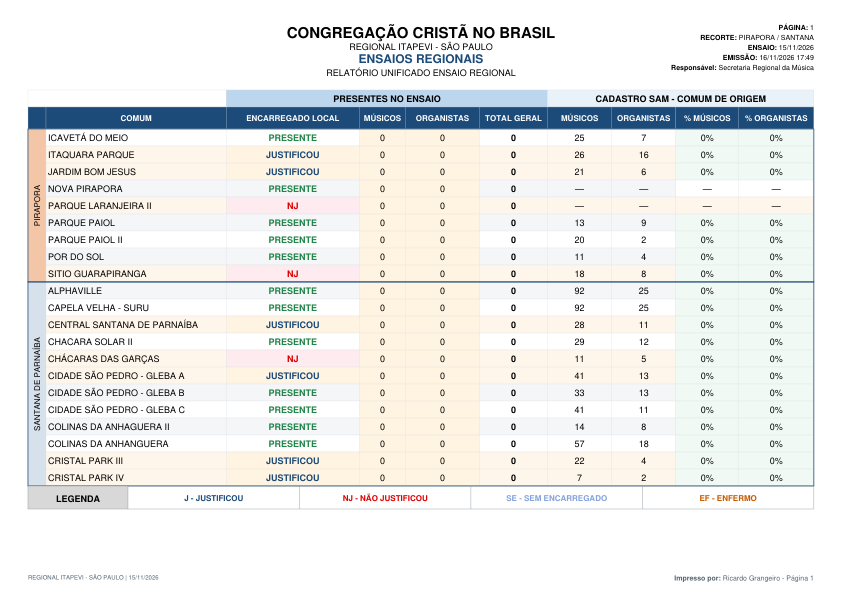 CONGREGAÇÃO CRISTÃ NO BRASIL
REGIONAL ITAPEVI - SÃO PAULO
ENSAIOS REGIONAIS
RELATÓRIO UNIFICADO ENSAIO REGIONAL
PÁGINA: 1
RECORTE: PIRAPORA / SANTANA
ENSAIO: 15/11/2026
EMISSÃO: 16/11/2026 17:49
Responsável: Secretaria Regional da Música
PRESENTES NO ENSAIO CADASTRO SAM - COMUM DE ORIGEM
COMUM ENCARREGADO LOCAL MÚSICOS ORGANISTAS TOTAL GERAL MÚSICOS ORGANISTAS % MÚSICOS % ORGANISTAS
PIRAPORA
ICAVETÁ DO MEIO PRESENTE 0 0 0 25 7 0% 0%
ITAQUARA PARQUE JUSTIFICOU 0 0 0 26 16 0% 0%
JARDIM BOM JESUS JUSTIFICOU 0 0 0 21 6 0% 0%
NOVA PIRAPORA PRESENTE 0 0 0 — — — —
PARQUE LARANJEIRA II NJ 0 0 0 — — — —
PARQUE PAIOL PRESENTE 0 0 0 13 9 0% 0%
PARQUE PAIOL II PRESENTE 0 0 0 20 2 0% 0%
POR DO SOL PRESENTE 0 0 0 11 4 0% 0%
SITIO GUARAPIRANGA NJ 0 0 0 18 8 0% 0%
SANTANA DE PARNAÍBA
ALPHAVILLE PRESENTE 0 0 0 92 25 0% 0%
CAPELA VELHA - SURU PRESENTE 0 0 0 92 25 0% 0%
CENTRAL SANTANA DE PARNAÍBA JUSTIFICOU 0 0 0 28 11 0% 0%
CHACARA SOLAR II PRESENTE 0 0 0 29 12 0% 0%
CHÁCARAS DAS GARÇAS NJ 0 0 0 11 5 0% 0%
CIDADE SÃO PEDRO - GLEBA A JUSTIFICOU 0 0 0 41 13 0% 0%
CIDADE SÃO PEDRO - GLEBA B PRESENTE 0 0 0 33 13 0% 0%
CIDADE SÃO PEDRO - GLEBA C PRESENTE 0 0 0 41 11 0% 0%
COLINAS DA ANHAGUERA II PRESENTE 0 0 0 14 8 0% 0%
COLINAS DA ANHANGUERA PRESENTE 0 0 0 57 18 0% 0%
CRISTAL PARK III JUSTIFICOU 0 0 0 22 4 0% 0%
CRISTAL PARK IV JUSTIFICOU 0 0 0 7 2 0% 0%
LEGENDA J - JUSTIFICOU NJ - NÃO JUSTIFICOU SE - SEM ENCARREGADO EF - ENFERMO
REGIONAL ITAPEVI - SÃO PAULO | 15/11/2026
Impresso por: Ricardo Grangeiro - Página 1